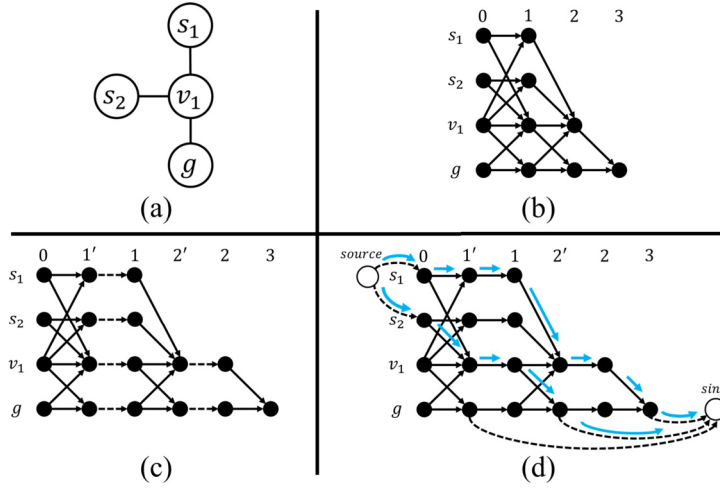 s₁
s₂ v₁
g
(a)
0 1 2 3
s₁
s₂
v₁
g
(b)
0 1′ 1 2′ 2 3
s₁
s₂
v₁
g
(c)
0 1′ 1 2′ 2 3
source
s₁
s₂
v₁
g
sin
(d)